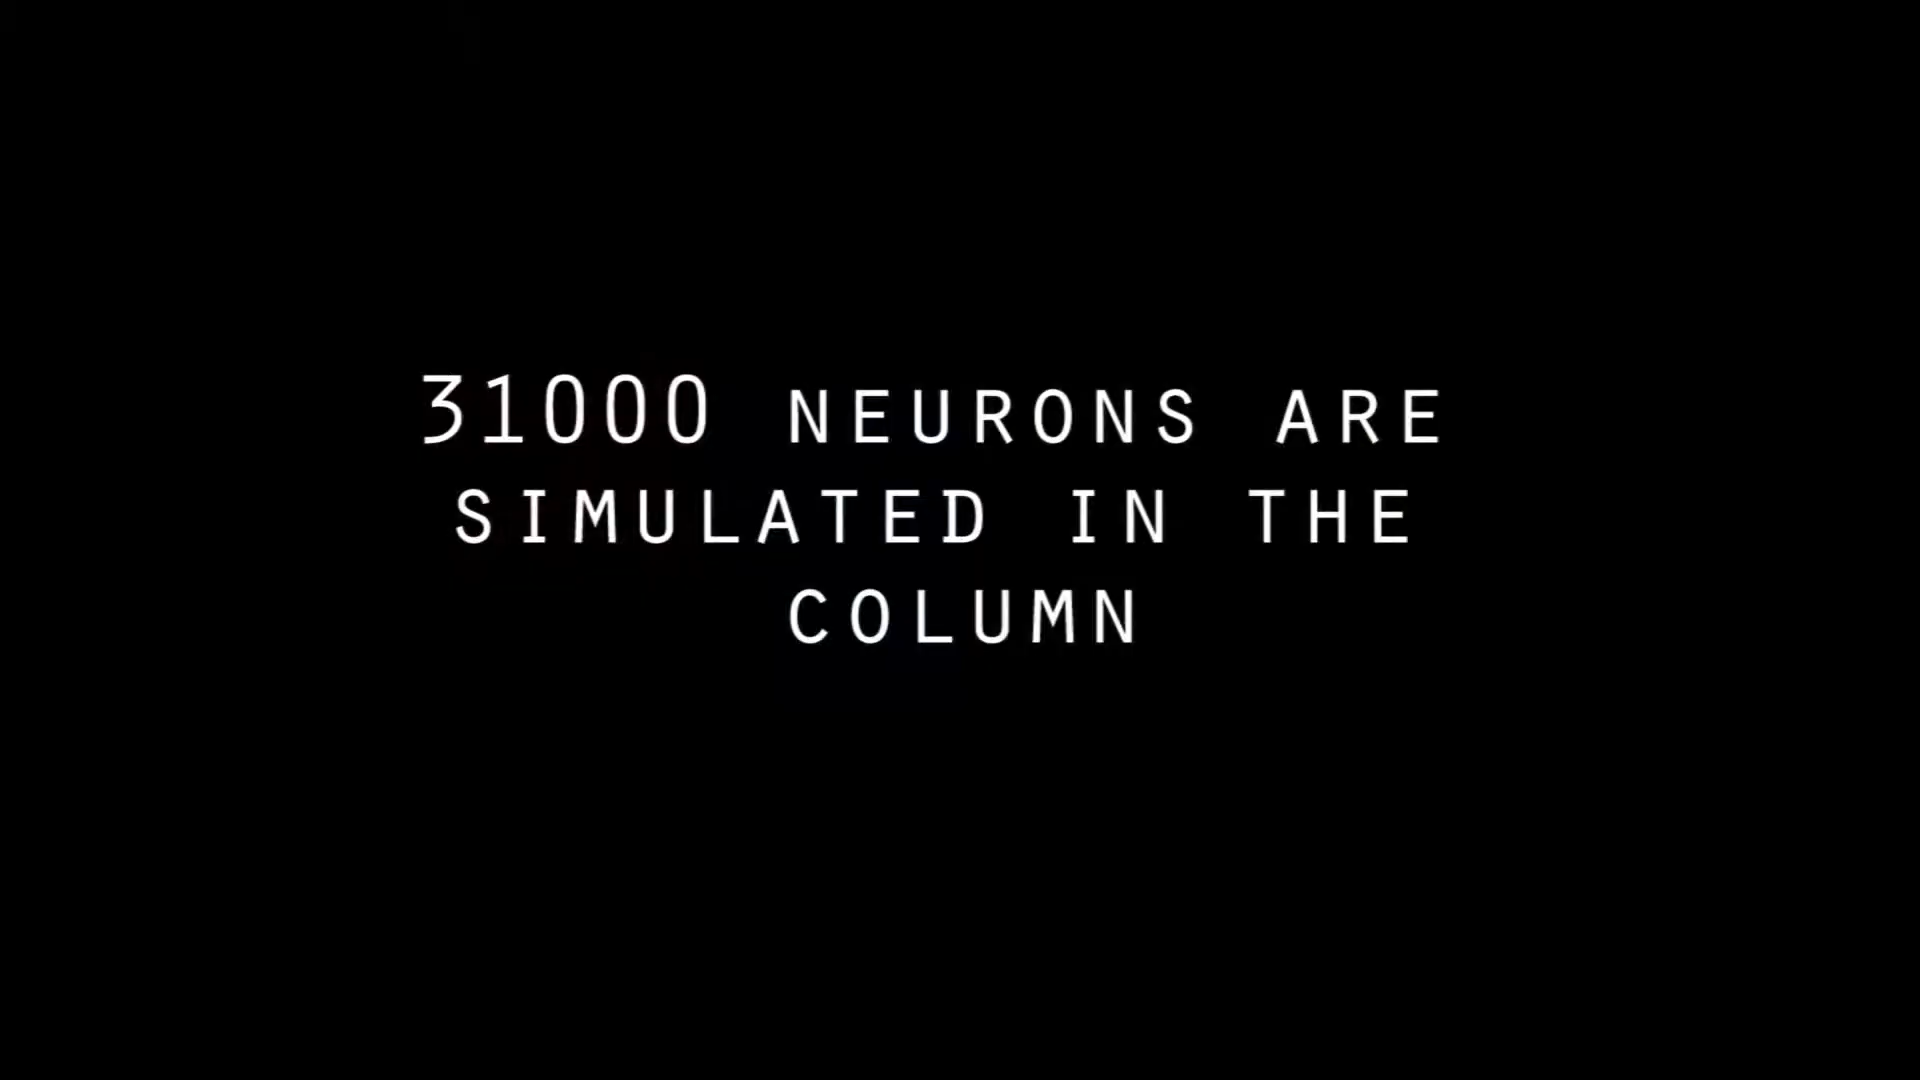 31000 NEURONS ARE
SIMULATED IN THE
COLUMN